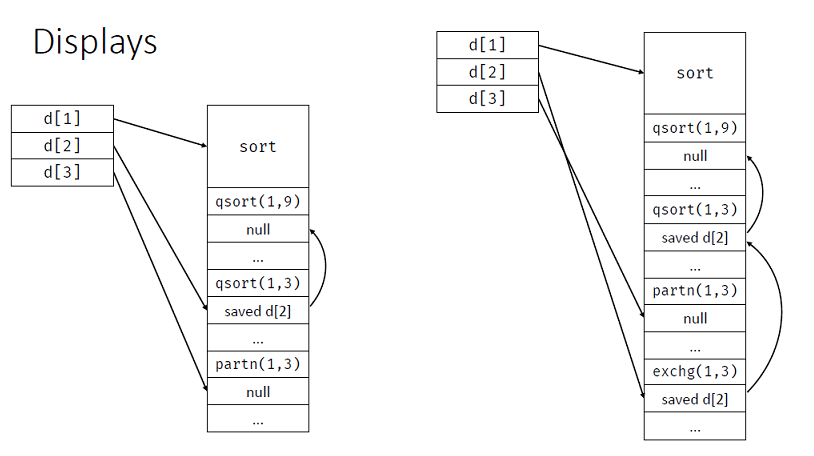 Displays
d[1]
d[2]
d[3]
sort
qsort(1,9)
null
...
qsort(1,3)
saved d[2]
...
partn(1,3)
null
...
d[1]
d[2]
d[3]
sort
qsort(1,9)
null
...
qsort(1,3)
saved d[2]
...
partn(1,3)
null
...
exchg(1,3)
saved d[2]
...